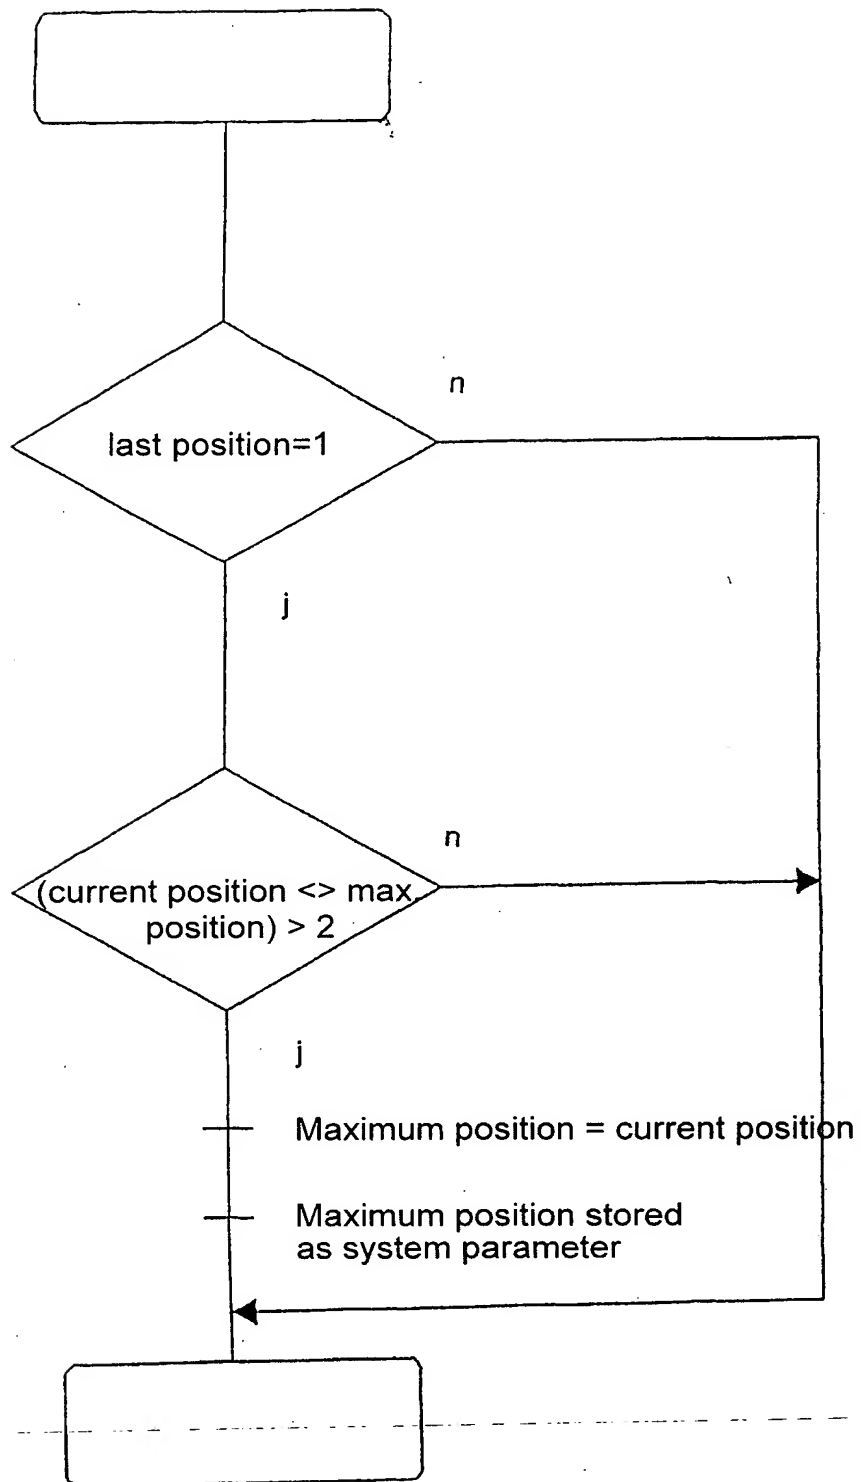 n
last position=1
j
n
(current position <> max.
position) > 2
j
Maximum position = current position
Maximum position stored
as system parameter